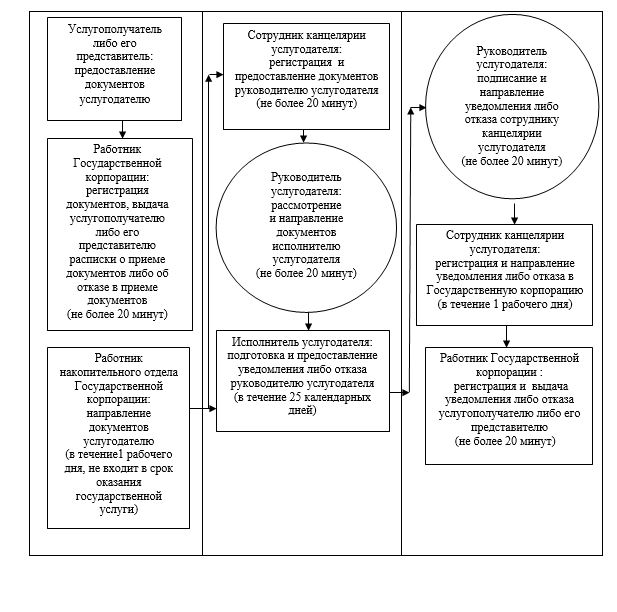 Услугополучатель
либо его
представитель:
предоставление
документов
услугодателю
Работник
Государственной
корпорации:
регистрация
документов, выдача
услугополучателю
либо его
представителю
расписки о приеме
документов либо об
отказе в приеме
документов
(не более 20 минут)
Работник
накопительного отдела
Государственной
корпорации:
направление
документов
услугодателю
(в течение1 рабочего
дня, не входит в срок
оказания
государственной
услуги)
Сотрудник канцелярии
услугодателя:
регистрация и
предоставление документов
руководителю услугодателя
(не более 20 минут)
Руководитель
услугодателя:
рассмотрение
и направление
документов
исполнителю
услугодателя
(не более 20 минут)
Исполнитель услугодателя:
подготовка и предоставление
уведомления либо отказа
руководителю услугодателя
(в течение 25 календарных
дней)
Руководитель
услугодателя:
подписание и
направление
уведомления либо
отказа сотруднику
канцелярии
услугодателя
(не более 20 минут)
Сотрудник канцелярии
услугодателя:
регистрация и направление
уведомления либо отказа в
Государственную корпорацию
(в течение 1 рабочего дня)
Работник Государственной
корпорации :
регистрация и выдача
уведомления либо отказа
услугополучателю либо его
представителю
(не более 20 минут)